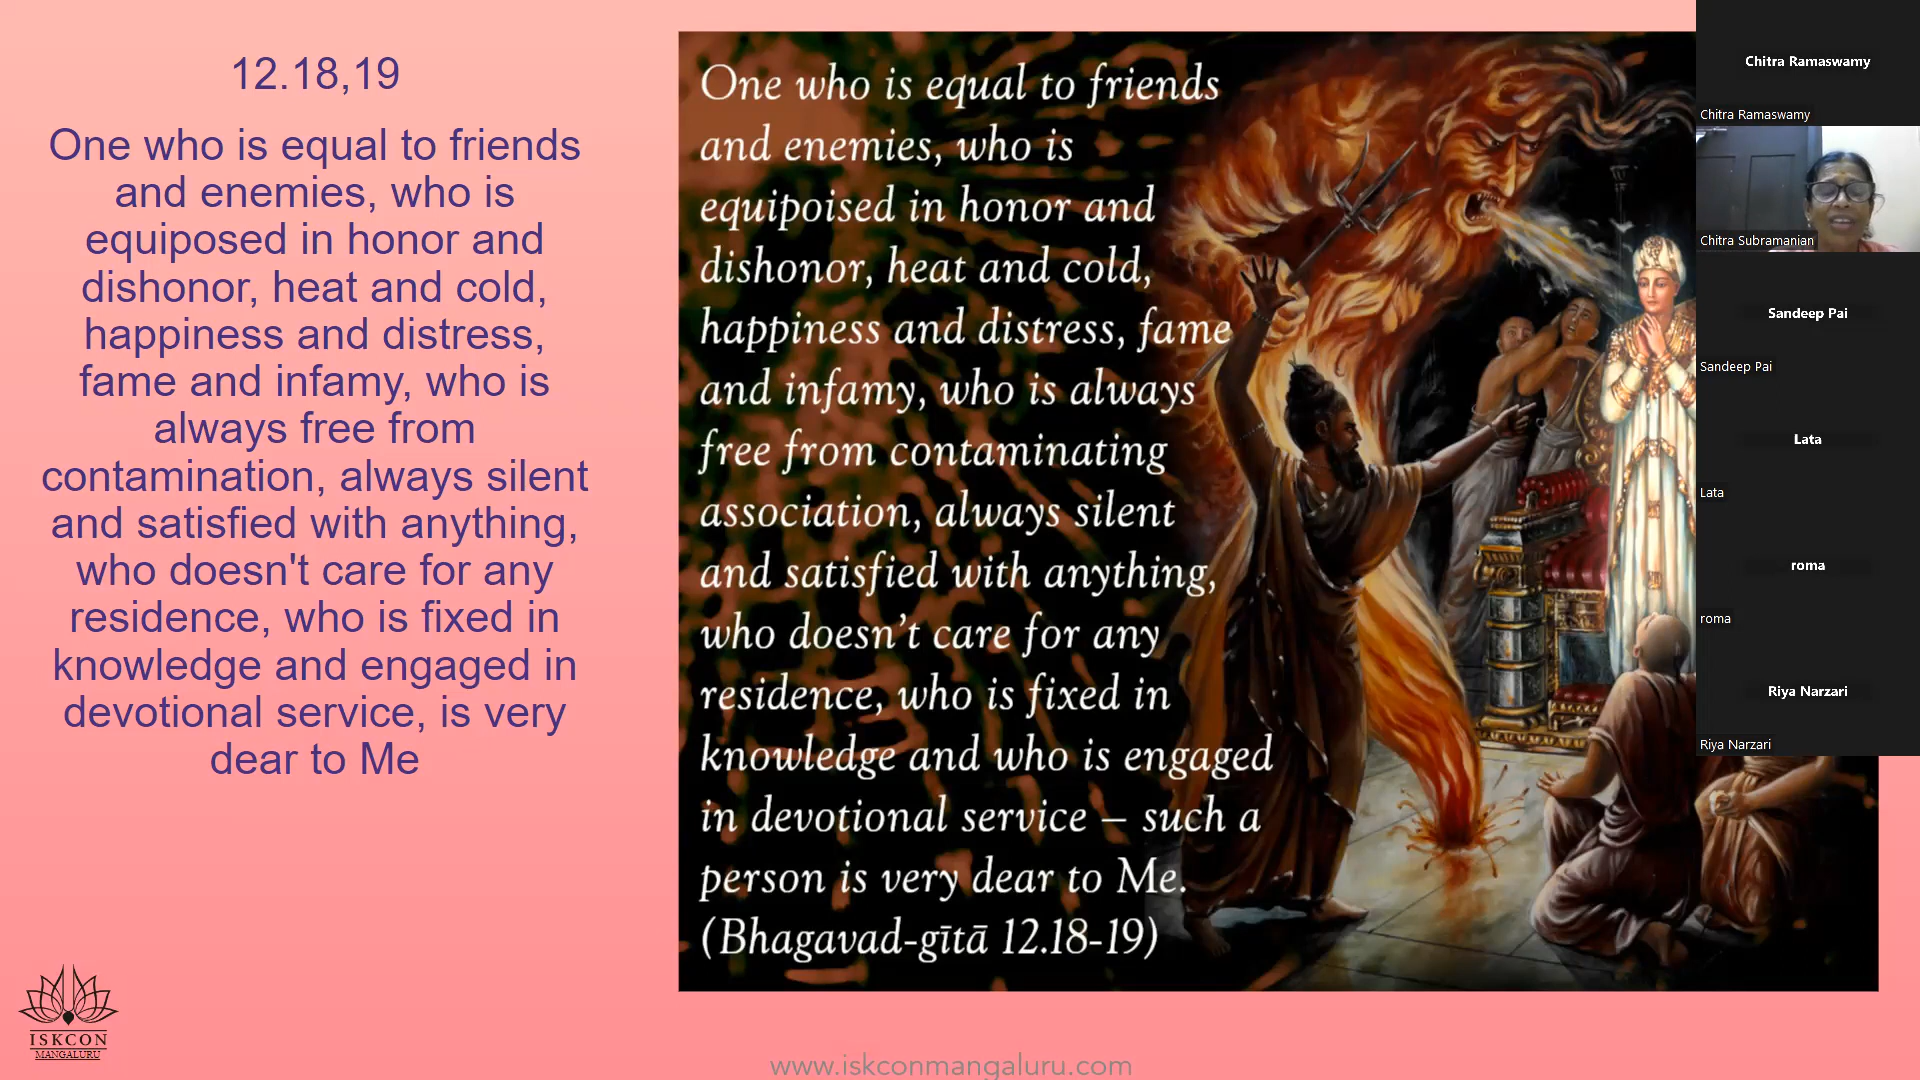 12.18,19
One who is equal to friends
and enemies, who is
equiposed in honor and
dishonor, heat and cold,
happiness and distress,
fame and infamy, who is
always free from
contamination, always silent
and satisfied with anything,
who doesn't care for any
residence, who is fixed in
knowledge and engaged in
devotional service, is very
dear to Me
ISKCON
MANGALURU
One who is equal to friends
and enemies, who is
equipoised in honor and
dishonor, heat and cold,
happiness and distress, fame
and infamy, who is always
free from contaminating
association, always silent
and satisfied with anything,
who doesn’t care for any
residence, who is fixed in
knowledge and who is engaged
in devotional service – such a
person is very dear to Me.
(Bhagavad-gītā 12.18-19)
www.iskconmangaluru.com
Chitra Ramaswamy
Chitra Ramaswamy
Chitra Subramanian
Sandeep Pai
Sandeep Pai
Lata
Lata
roma
roma
Riya Narzari
Riya Narzari